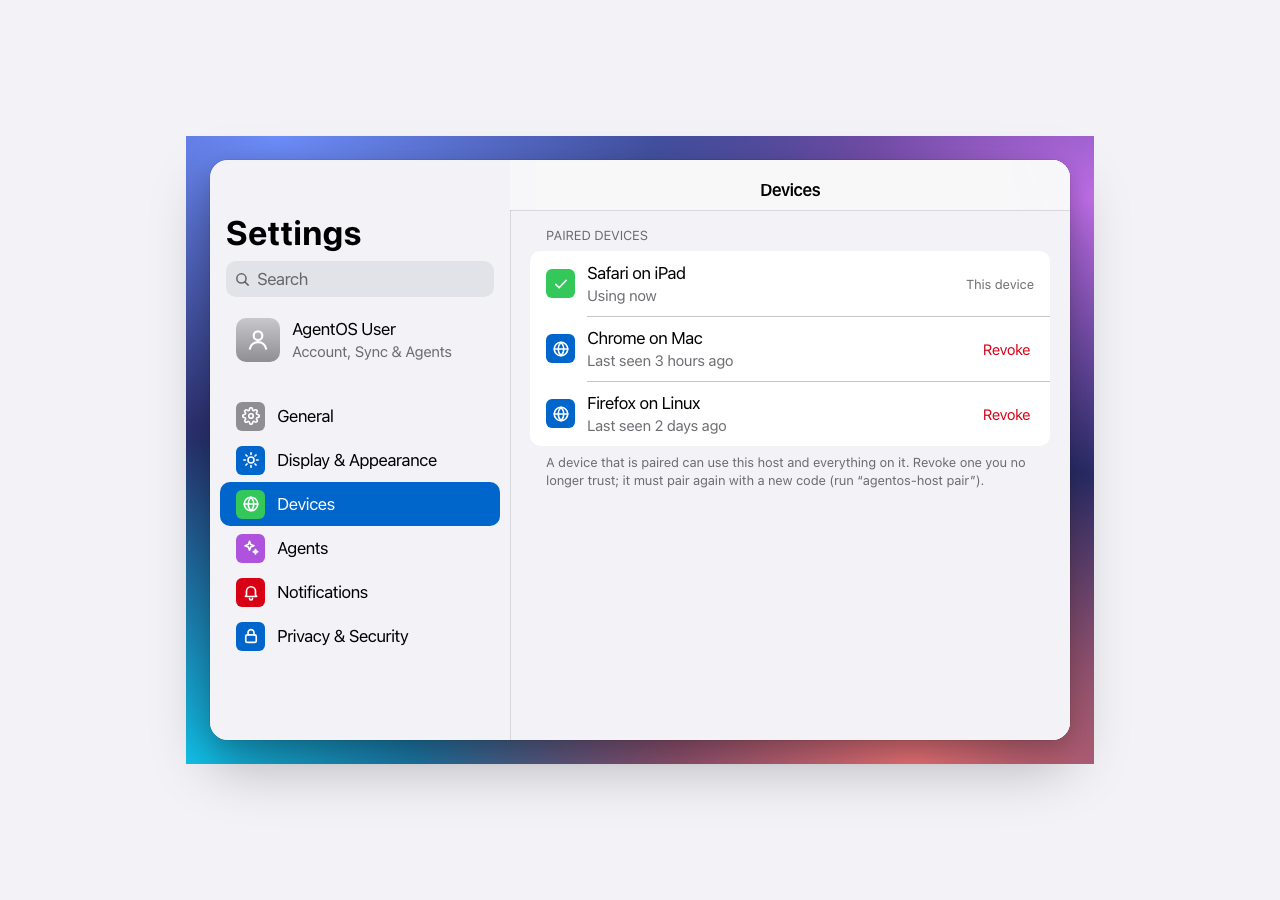 Devices
Settings
Search
AgentOS User
Account, Sync & Agents
General
Display & Appearance
Devices
Agents
Notifications
Privacy & Security
PAIRED DEVICES
Safari on iPad
Using now
This device
Chrome on Mac
Last seen 3 hours ago
Revoke
Firefox on Linux
Last seen 2 days ago
Revoke
A device that is paired can use this host and everything on it. Revoke one you no
longer trust; it must pair again with a new code (run “agentos-host pair”).